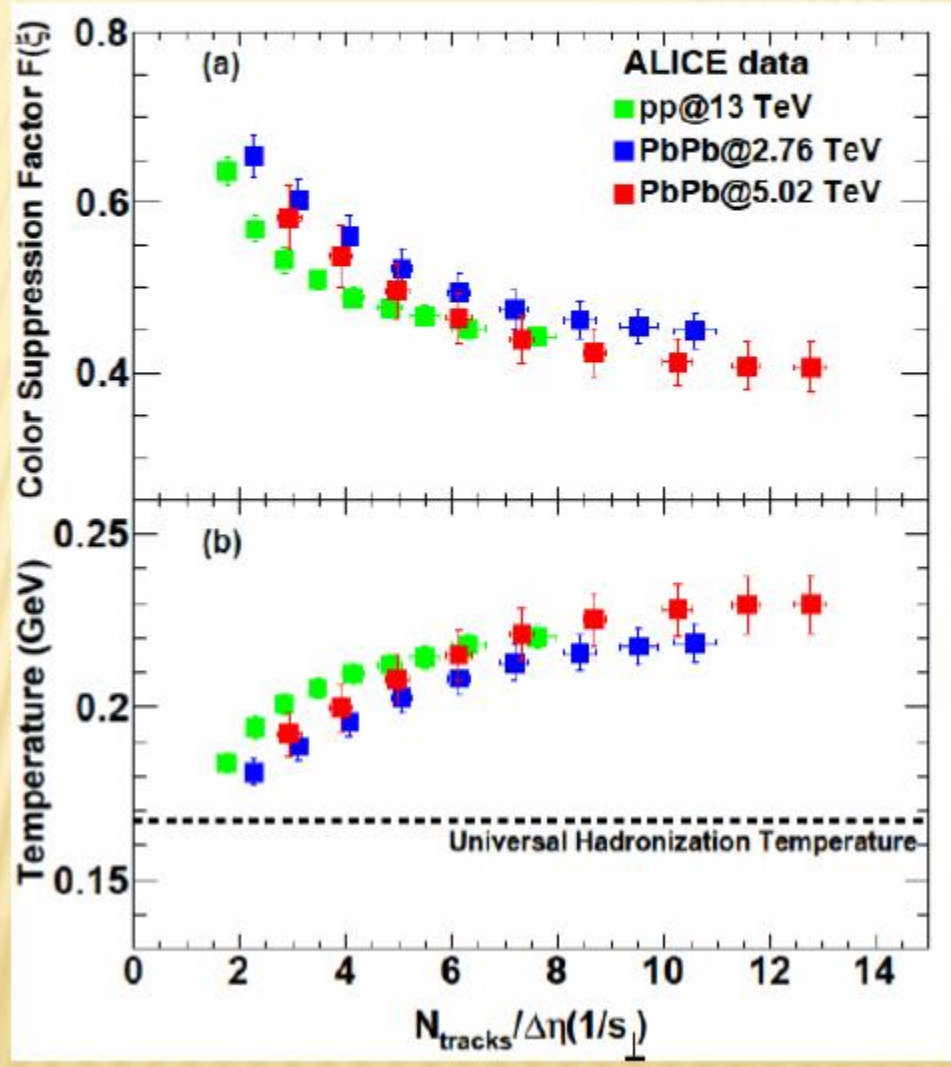 Color Suppression Factor F(ξ)
0.8
0.6
0.4
(a)
ALICE data
pp@13 TeV
PbPb@2.76 TeV
PbPb@5.02 TeV
Temperature (GeV)
0.25
0.2
0.15
(b)
Universal Hadronization Temperature
0 2 4 6 8 10 12 14
N_tracks/Δη(1/s_⊥)